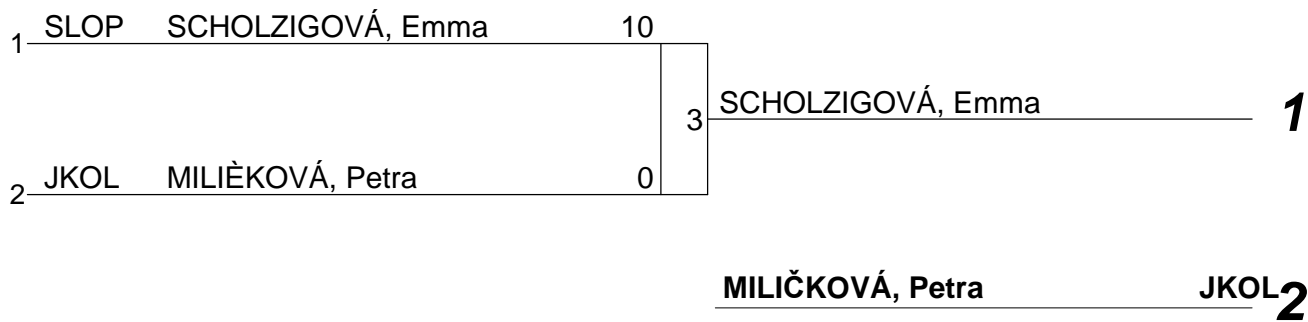 1 SLOP SCHOLZIGOVÁ, Emma 10
3 SCHOLZIGOVÁ, Emma 1
2 JKOL MILIÈKOVÁ, Petra 0
MILIČKOVÁ, Petra JKOL 2